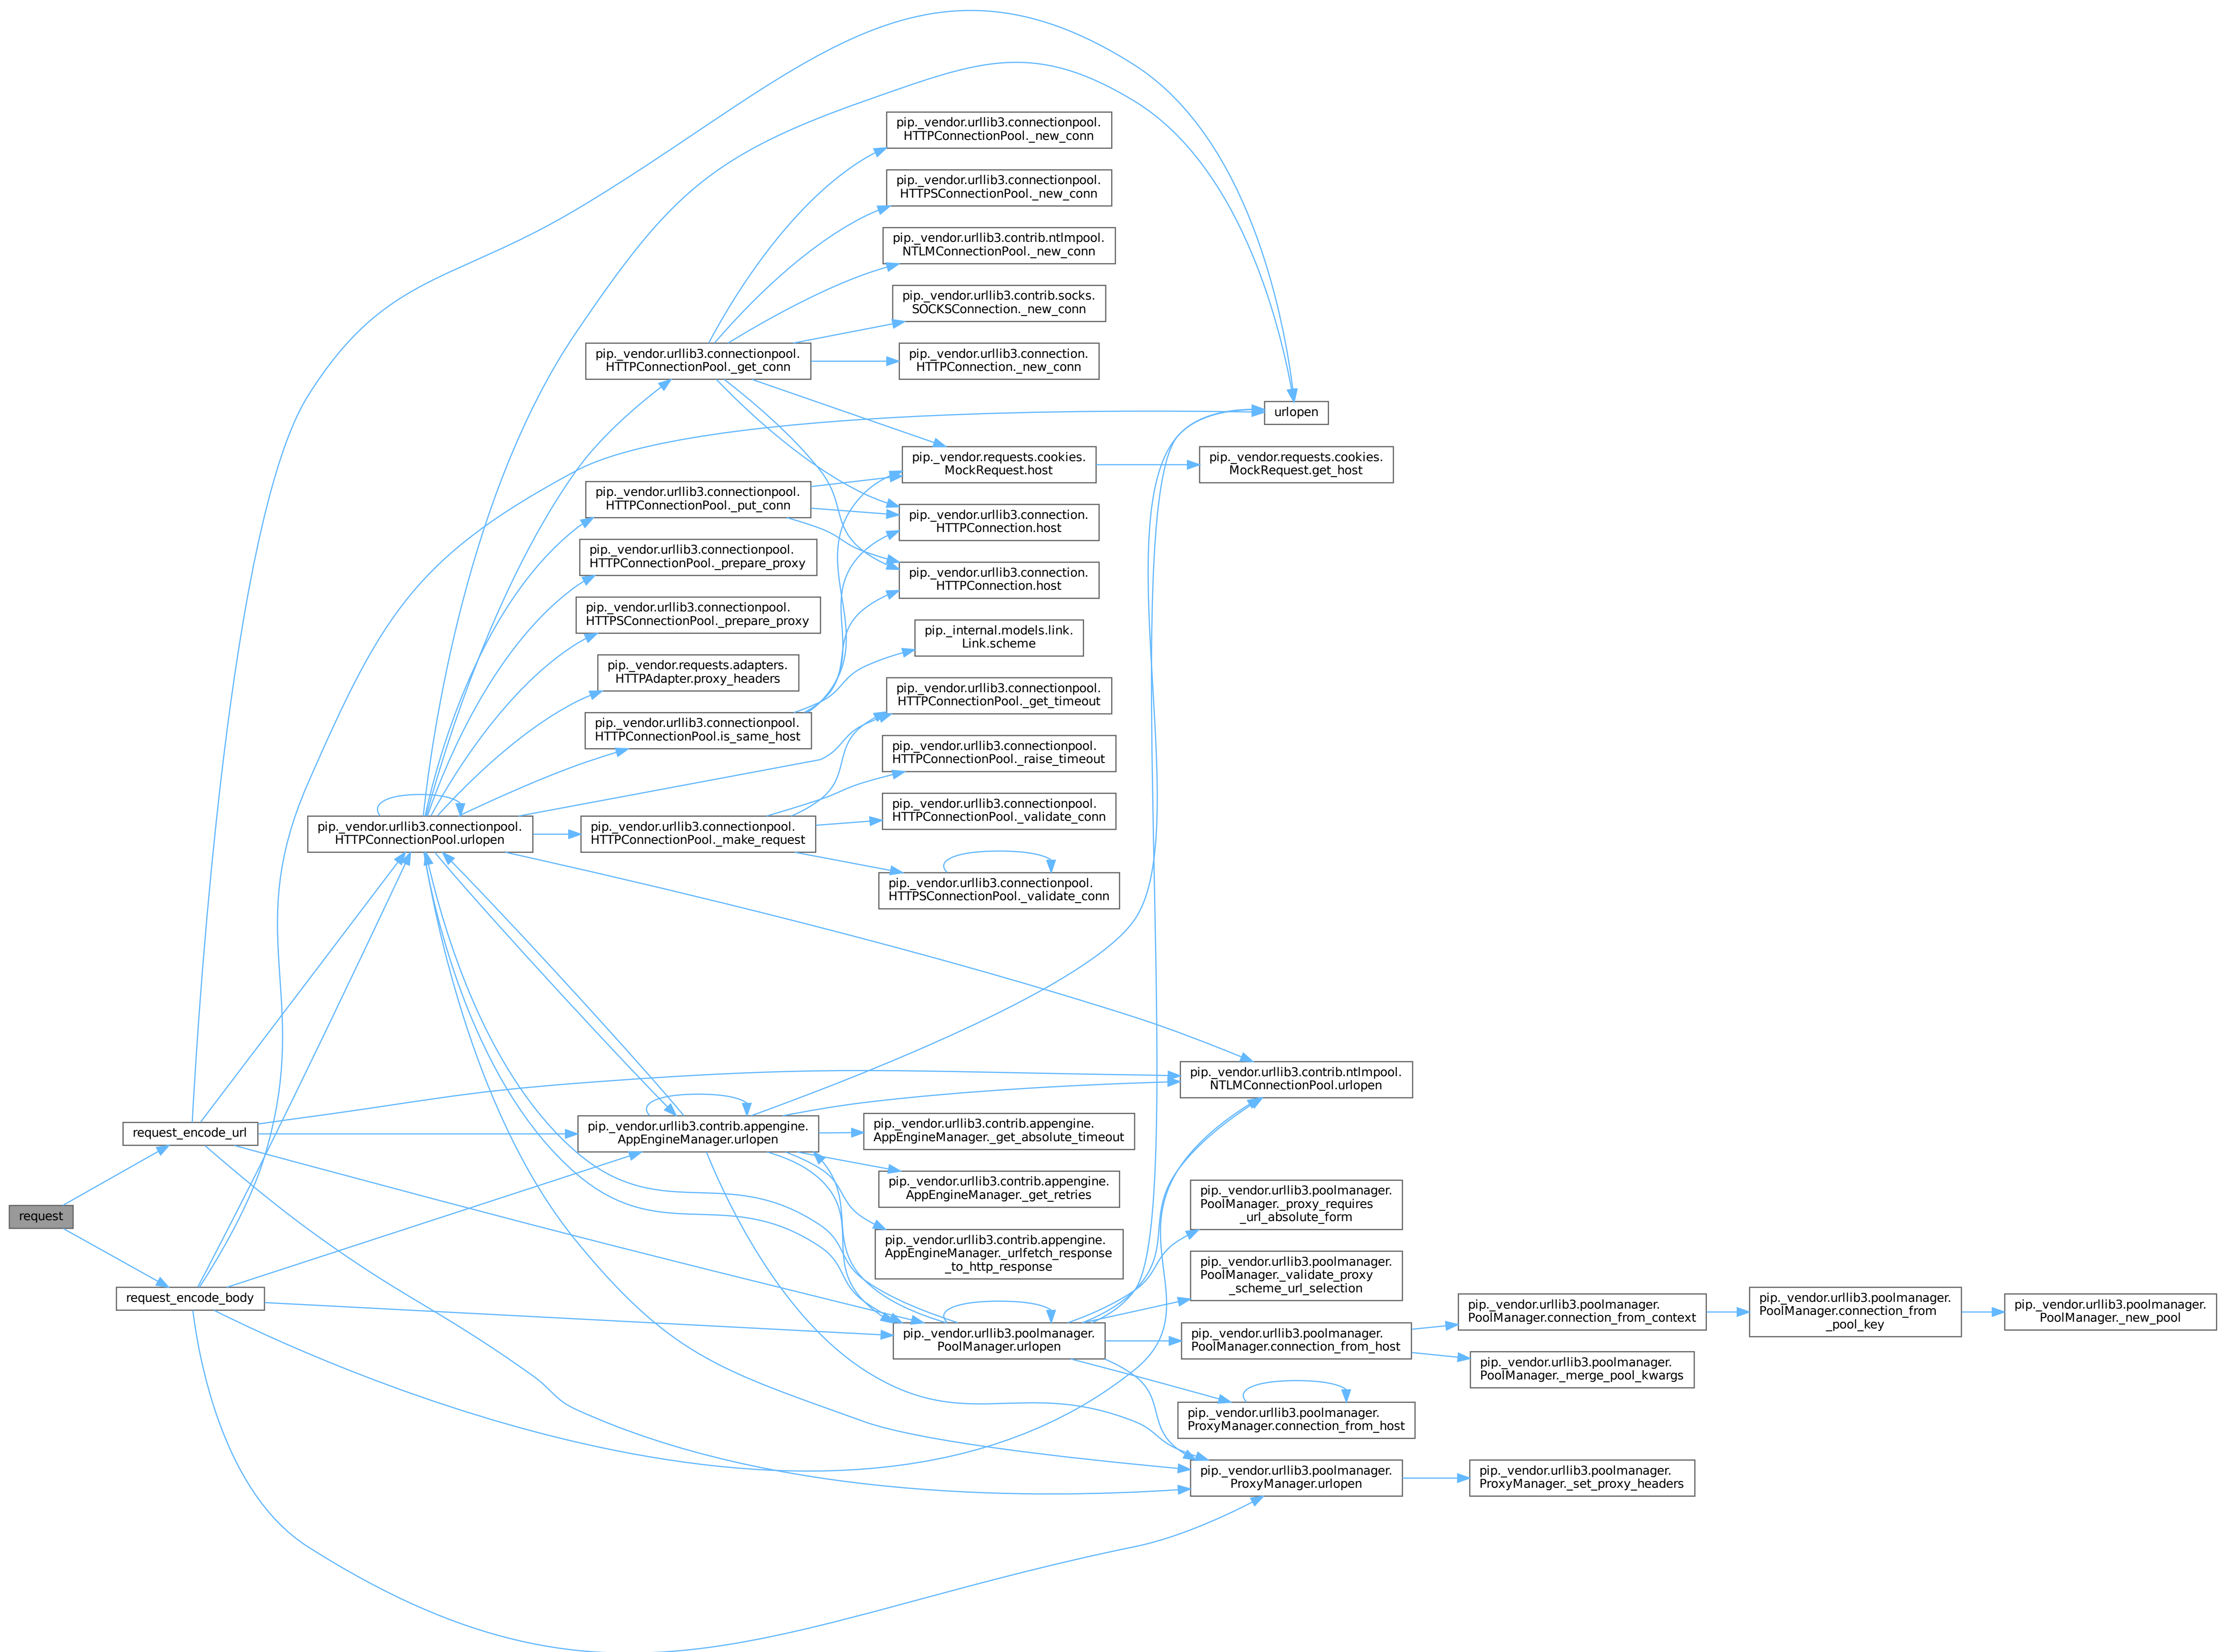 pip._vendor.urllib3.connectionpool.
HTTPConnectionPool._new_conn
pip._vendor.urllib3.connectionpool.
HTTPSConnectionPool._new_conn
pip._vendor.urllib3.contrib.ntlmpool.
NTLMConnectionPool._new_conn
pip._vendor.urllib3.contrib.socks.
SOCKSConnection._new_conn
pip._vendor.urllib3.connectionpool.
HTTPConnectionPool._get_conn
pip._vendor.urllib3.connection.
HTTPConnection._new_conn
urlopen
pip._vendor.requests.cookies.
MockRequest.host
pip._vendor.requests.cookies.
MockRequest.get_host
pip._vendor.urllib3.connectionpool.
HTTPConnectionPool._put_conn
pip._vendor.urllib3.connection.
HTTPConnection.host
pip._vendor.urllib3.connectionpool.
HTTPConnectionPool._prepare_proxy
pip._vendor.urllib3.connection.
HTTPConnection.host
pip._vendor.urllib3.connectionpool.
HTTPSConnectionPool._prepare_proxy
pip._internal.models.link.
Link.scheme
pip._vendor.requests.adapters.
HTTPAdapter.proxy_headers
pip._vendor.urllib3.connectionpool.
HTTPConnectionPool._get_timeout
pip._vendor.urllib3.connectionpool.
HTTPConnectionPool.is_same_host
pip._vendor.urllib3.connectionpool.
HTTPConnectionPool._raise_timeout
pip._vendor.urllib3.connectionpool.
HTTPConnectionPool._validate_conn
pip._vendor.urllib3.connectionpool.
HTTPConnectionPool.urlopen
pip._vendor.urllib3.connectionpool.
HTTPConnectionPool._make_request
pip._vendor.urllib3.connectionpool.
HTTPSConnectionPool._validate_conn
pip._vendor.urllib3.contrib.ntlmpool.
NTLMConnectionPool.urlopen
request_encode_url
pip._vendor.urllib3.contrib.appengine.
AppEngineManager.urlopen
pip._vendor.urllib3.contrib.appengine.
AppEngineManager._get_absolute_timeout
pip._vendor.urllib3.contrib.appengine.
AppEngineManager._get_retries
pip._vendor.urllib3.poolmanager.
PoolManager._proxy_requires
_url_absolute_form
request
pip._vendor.urllib3.contrib.appengine.
AppEngineManager._urlfetch_response
_to_http_response
pip._vendor.urllib3.poolmanager.
PoolManager._validate_proxy
_scheme_url_selection
request_encode_body
pip._vendor.urllib3.poolmanager.
PoolManager.urlopen
pip._vendor.urllib3.poolmanager.
PoolManager.connection_from_host
pip._vendor.urllib3.poolmanager.
PoolManager.connection_from_context
pip._vendor.urllib3.poolmanager.
PoolManager.connection_from
_pool_key
pip._vendor.urllib3.poolmanager.
PoolManager._new_pool
pip._vendor.urllib3.poolmanager.
PoolManager._merge_pool_kwargs
pip._vendor.urllib3.poolmanager.
ProxyManager.connection_from_host
pip._vendor.urllib3.poolmanager.
ProxyManager.urlopen
pip._vendor.urllib3.poolmanager.
ProxyManager._set_proxy_headers